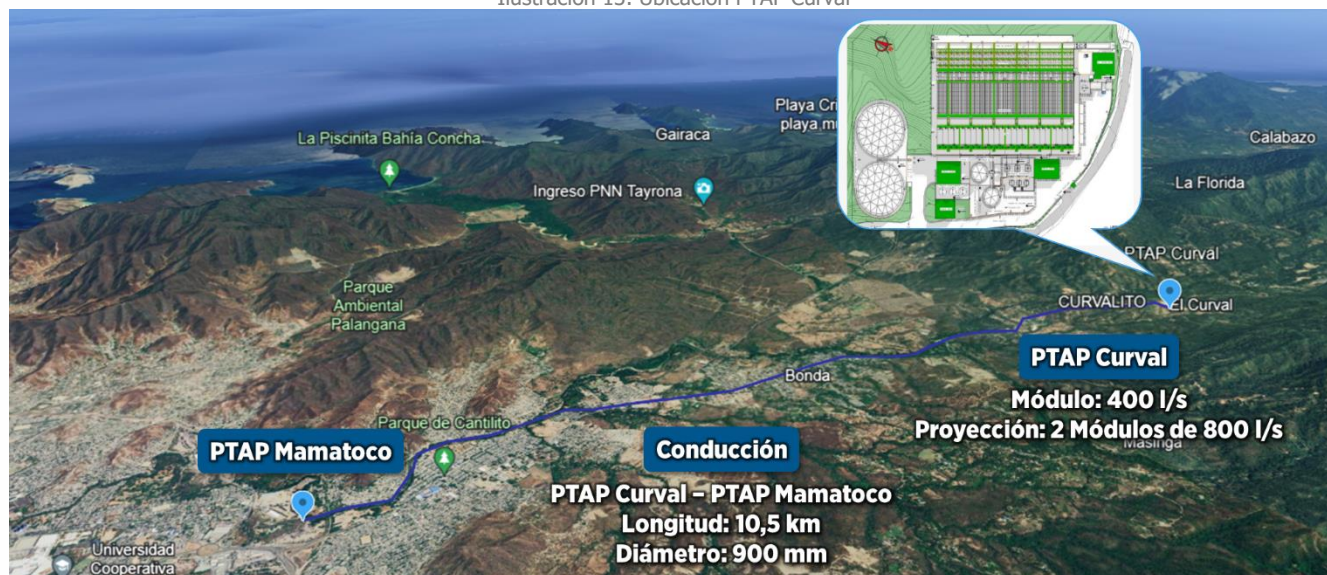 Ilustración 15. Ubicación PTAP Curval
Playa Cri
playa m
Gairaca
La Piscinita Bahía Concha
Calabazo
Ingreso PNN Tayrona
La Florida
PTAP Curval
Parque
Ambiental
Palangana
CURVALITO
El Curval
PTAP Curval
Módulo: 400 l/s
Proyección: 2 Módulos de 800 l/s
Masinga
Bonda
Parque de Cantilito
PTAP Mamatoco
Conducción
PTAP Curval – PTAP Mamatoco
Longitud: 10,5 km
Diámetro: 900 mm
Universidad
Cooperativa